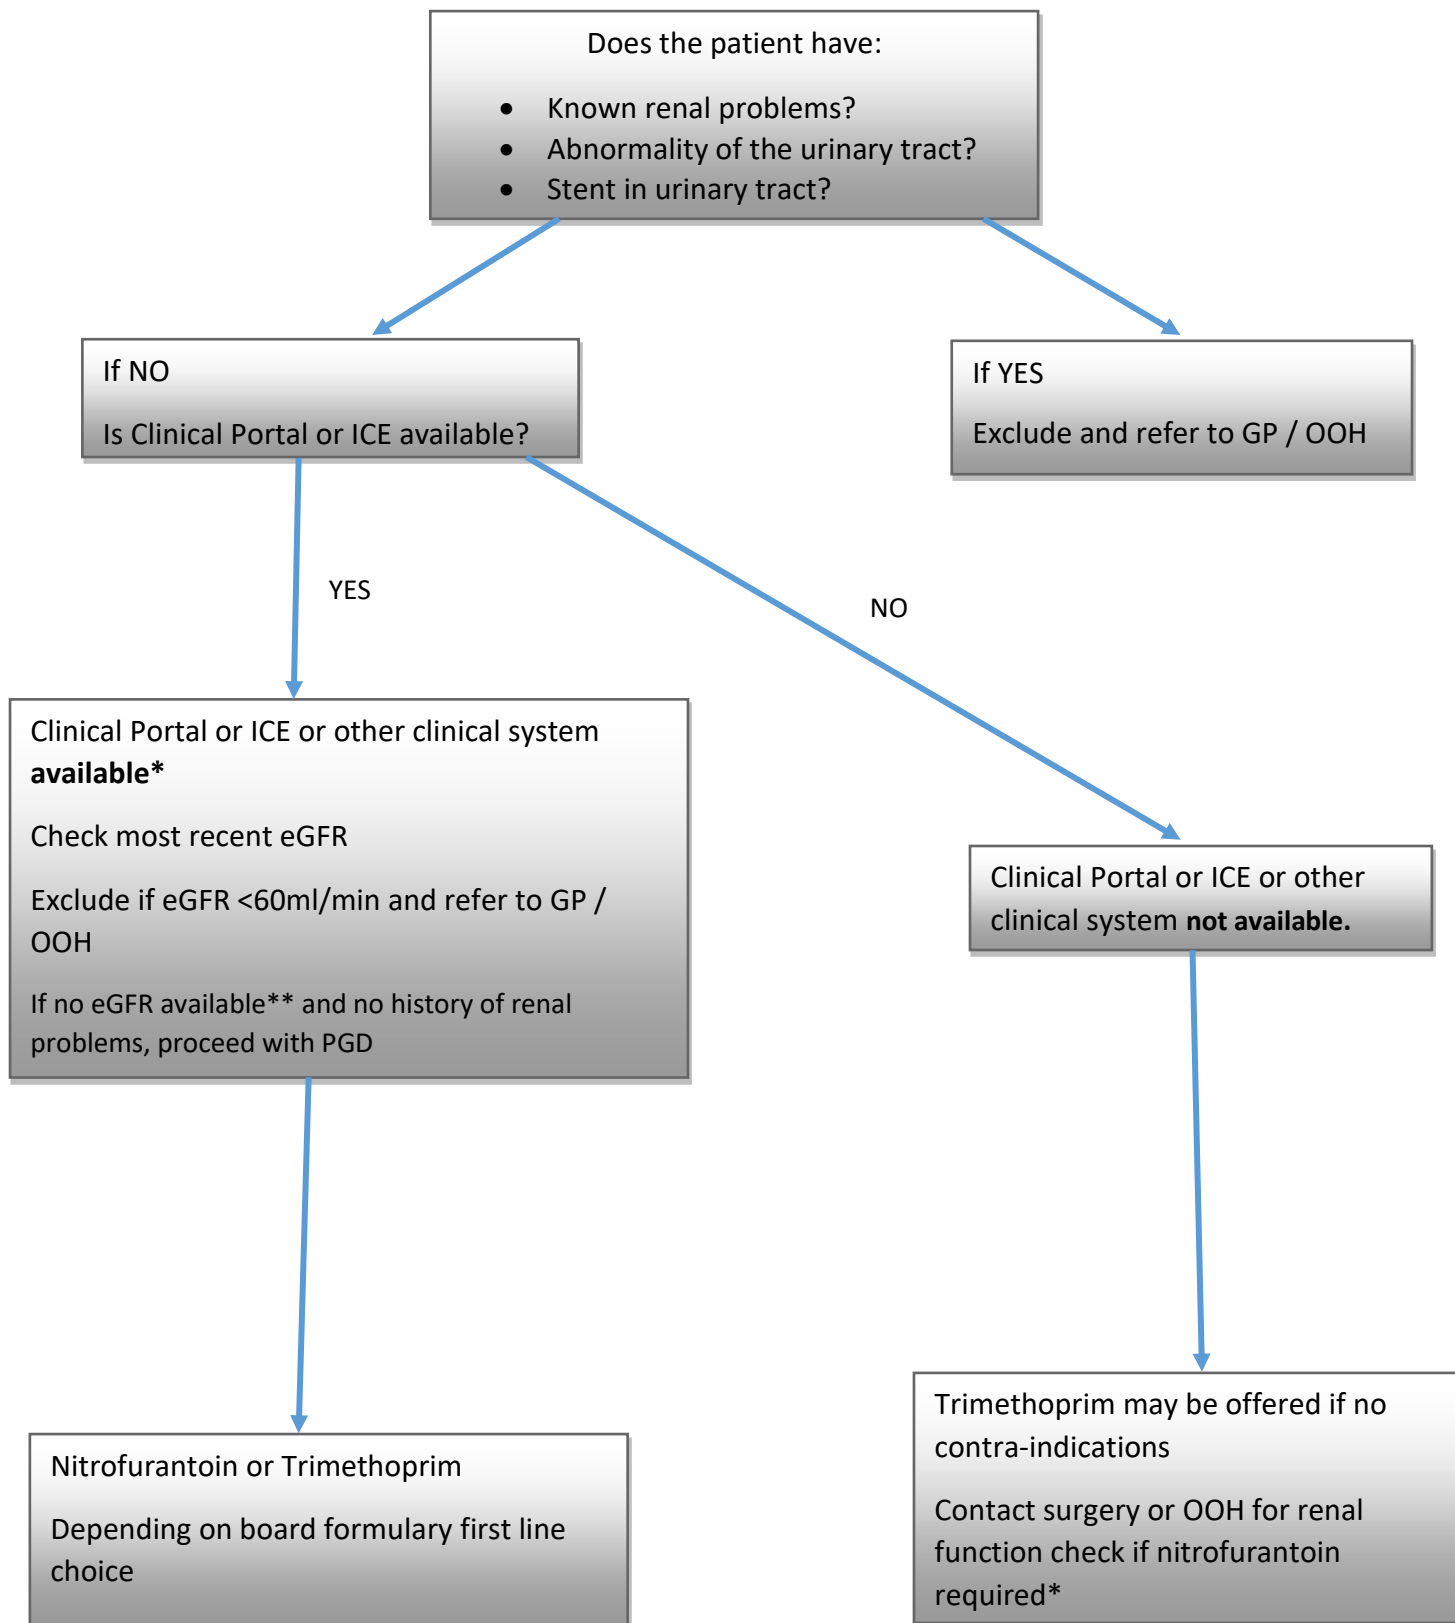 Does the patient have:
• Known renal problems?
• Abnormality of the urinary tract?
• Stent in urinary tract?
If NO
Is Clinical Portal or ICE available?
If YES
Exclude and refer to GP / OOH
YES
NO
Clinical Portal or ICE or other clinical system
available*
Check most recent eGFR
Exclude if eGFR <60ml/min and refer to GP /
OOH
If no eGFR available** and no history of renal
problems, proceed with PGD
Clinical Portal or ICE or other
clinical system not available.
Nitrofurantoin or Trimethoprim
Depending on board formulary first line
choice
Trimethoprim may be offered if no
contra-indications
Contact surgery or OOH for renal
function check if nitrofurantoin
required*